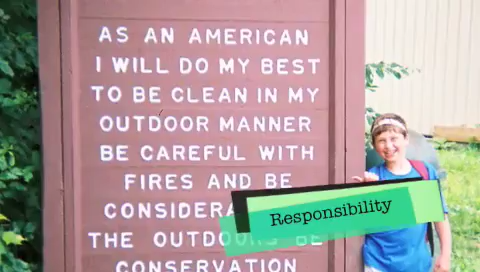 AS AN AMERICAN
I WILL DO MY BEST
TO BE CLEAN IN MY
OUTDOOR MANNER
BE CAREFUL WITH
FIRES AND BE
THE OUTDOORS BE
CONSERVATION
Responsibility